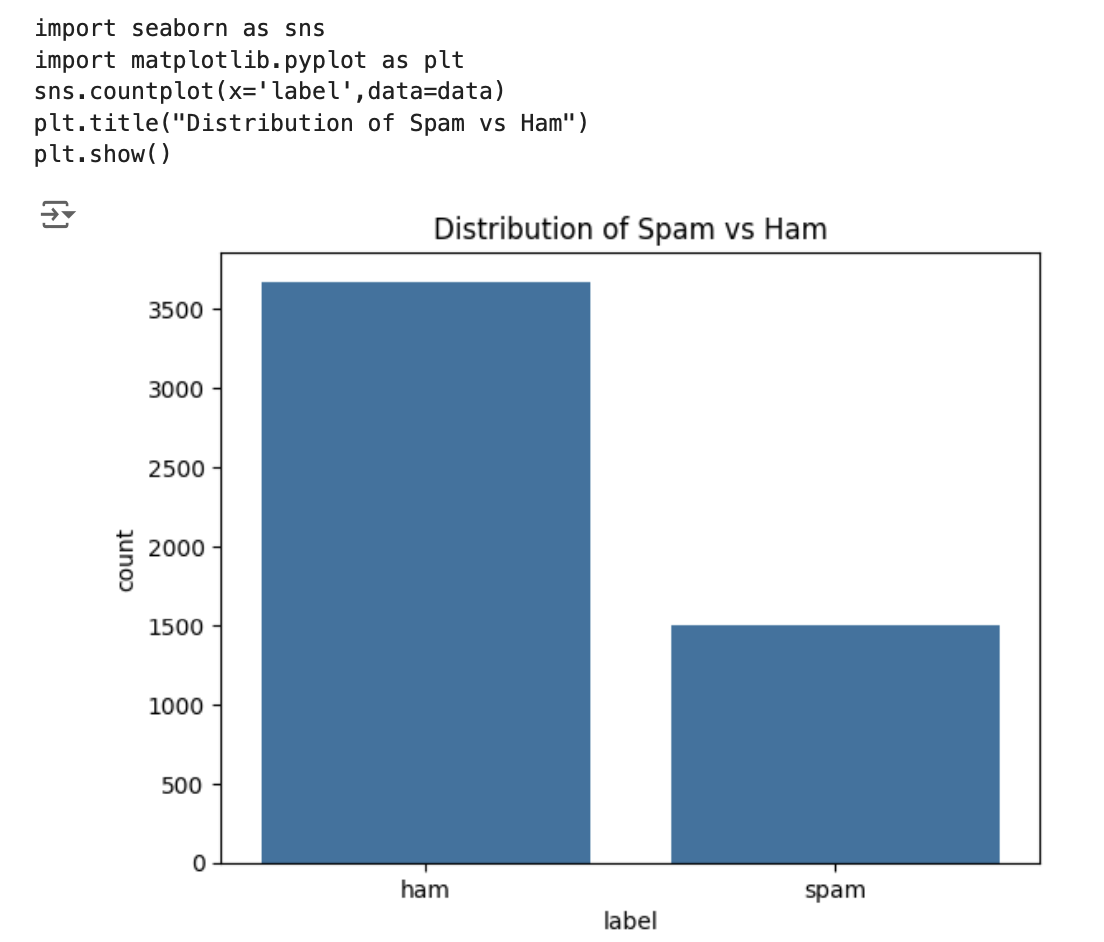 import seaborn as sns
import matplotlib.pyplot as plt
sns.countplot(x='label',data=data)
plt.title("Distribution of Spam vs Ham")
plt.show()
Distribution of Spam vs Ham
3500
3000
2500
2000
1500
1000
500
0
count
ham spam
label